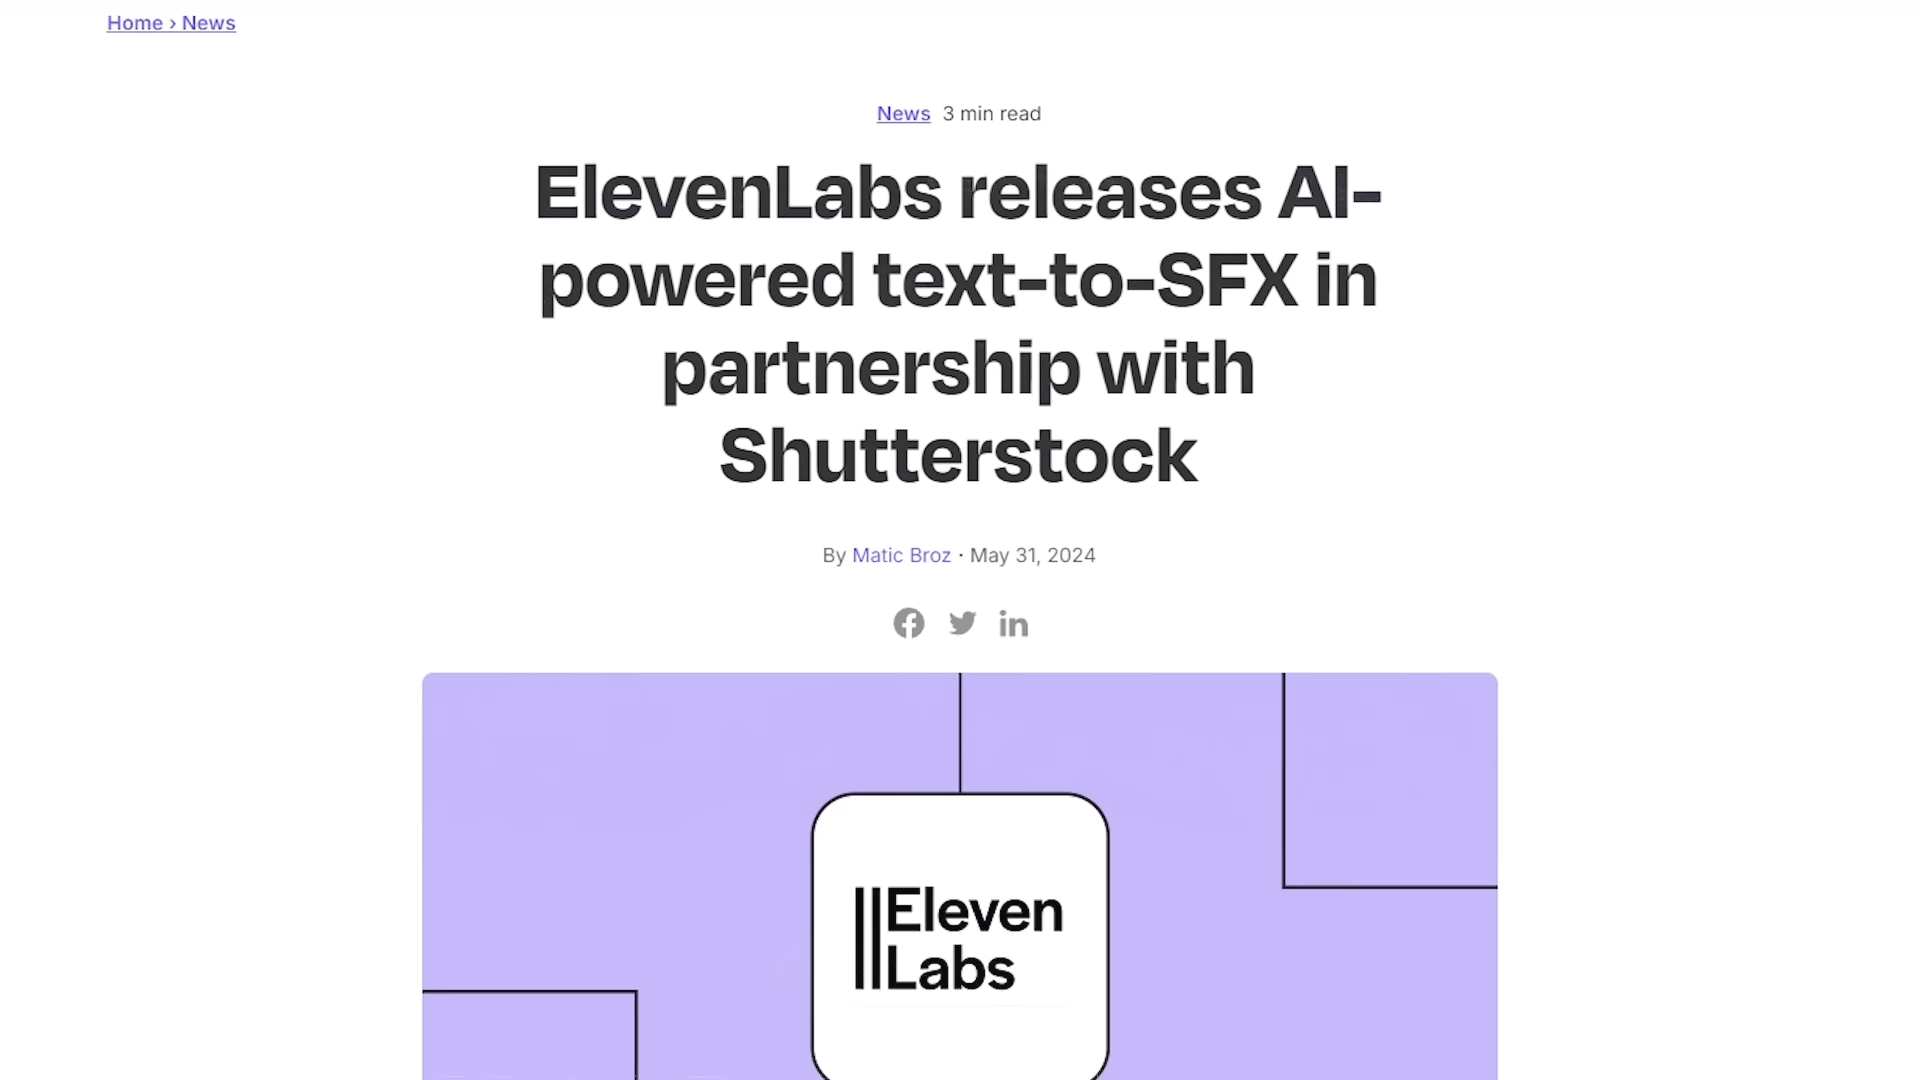 Home › News
News 3 min read
ElevenLabs releases AI-
powered text-to-SFX in
partnership with
Shutterstock
By Matic Broz · May 31, 2024
Eleven
Labs